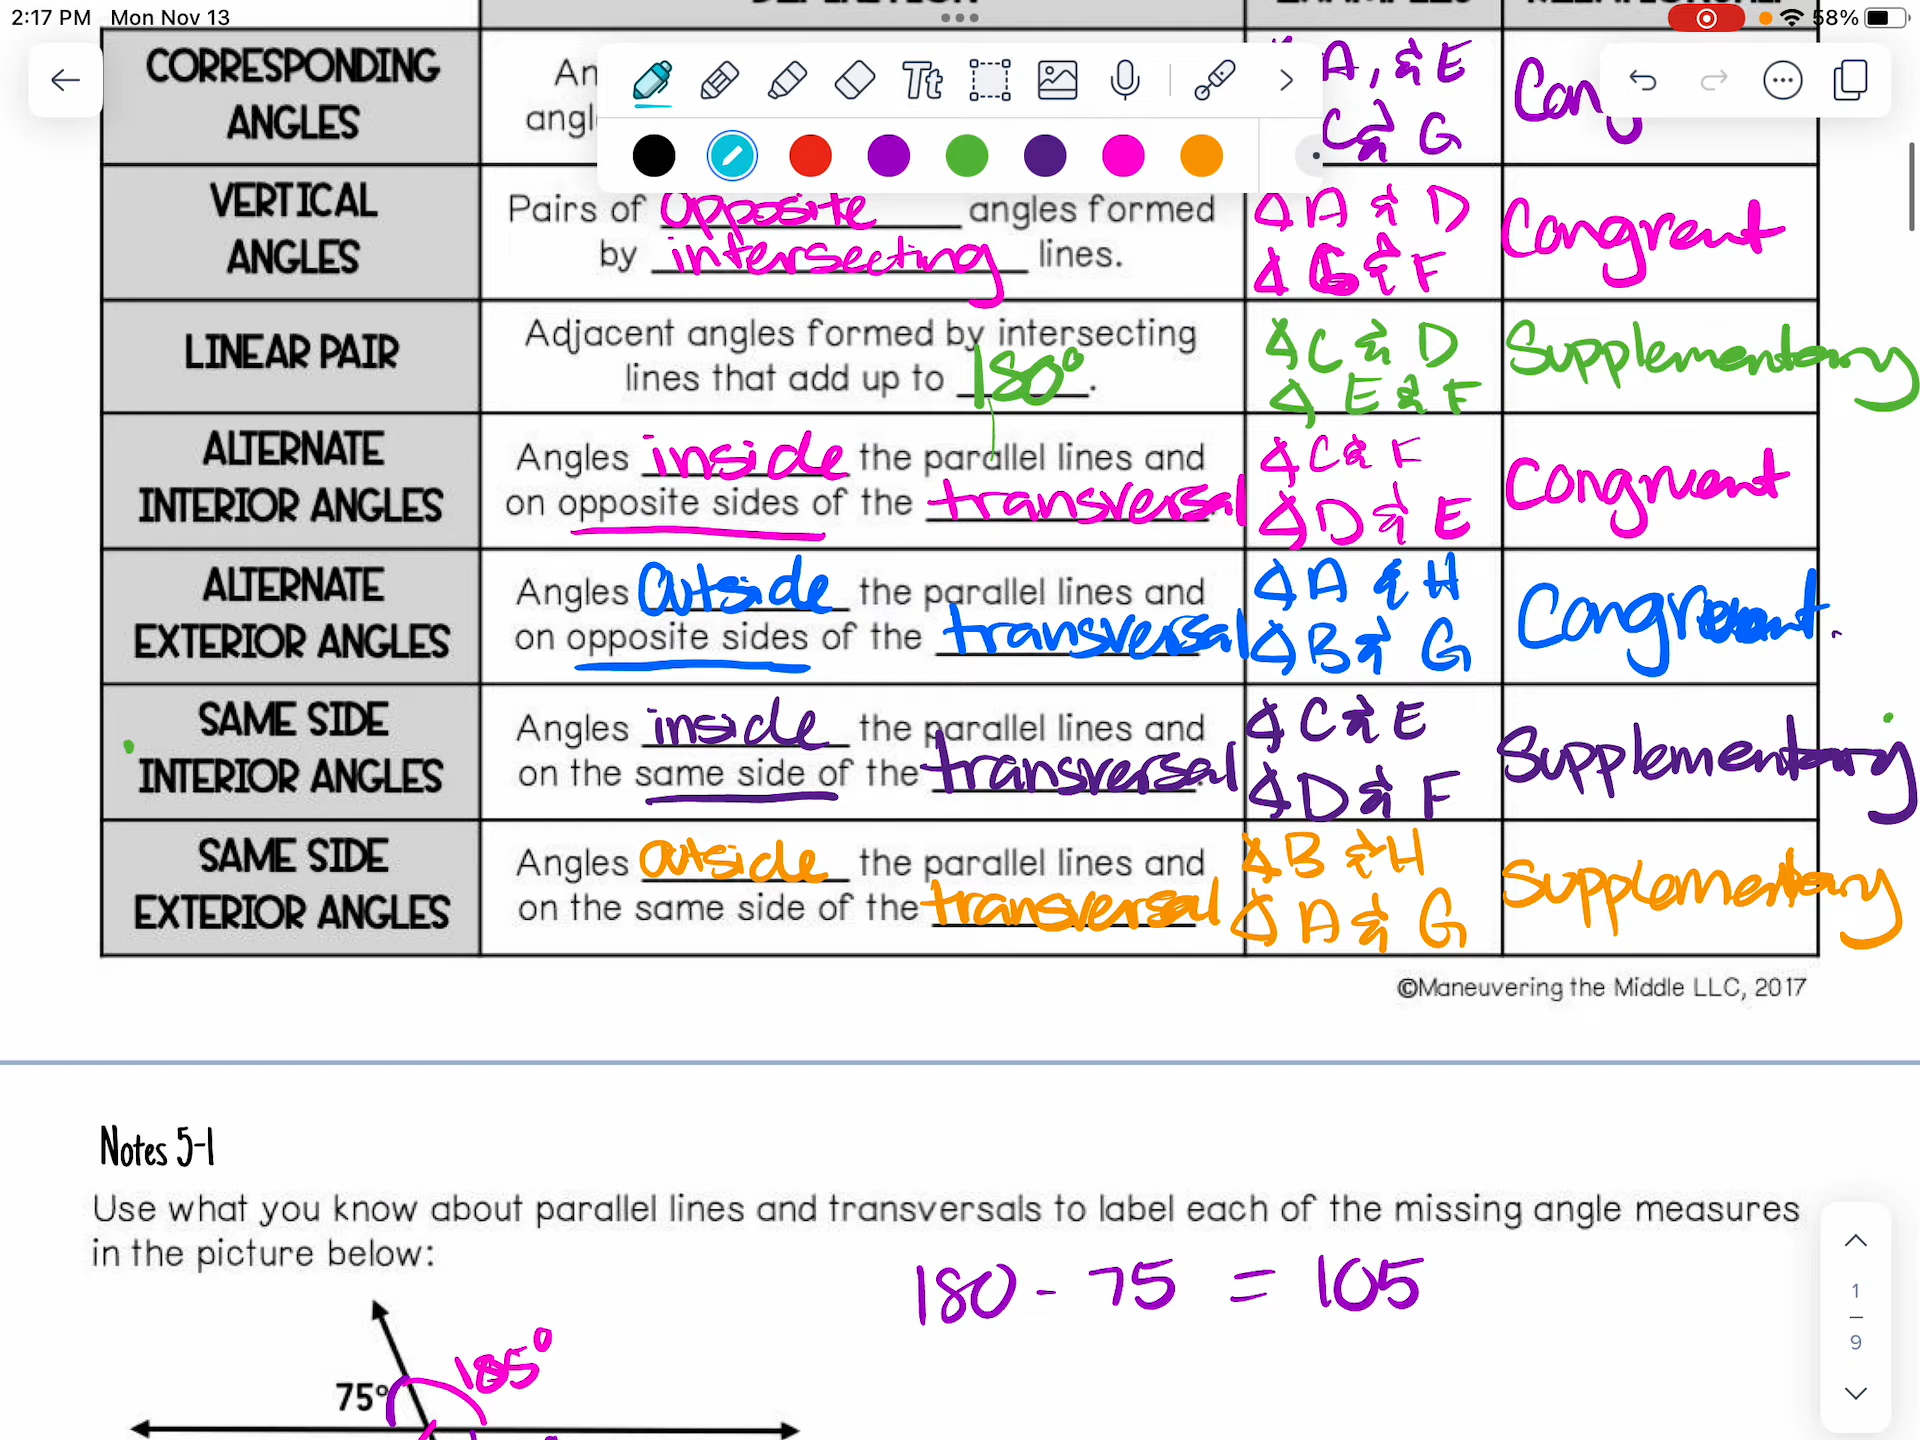 2:17 PM Mon Nov 13
58%
CORRESPONDING
ANGLES
An
angl
A, & E
C & G
Con
Tt
VERTICAL
ANGLES
Pairs of opposite angles formed
by intersecting lines.
∡ A & D
∡ & F
Congruent
LINEAR PAIR
Adjacent angles formed by intersecting
lines that add up to 180°.
∡ C & D
∡ E & F
Supplementary
ALTERNATE
INTERIOR ANGLES
Angles inside the parallel lines and
on opposite sides of the transversal
∡ C & F
∡ D & E
Congruent
ALTERNATE
EXTERIOR ANGLES
Angles outside the parallel lines and
on opposite sides of the transversal
∡ A & H
∡ B & G
Congruent.
SAME SIDE
INTERIOR ANGLES
Angles inside the parallel lines and
on the same side of the transversal.
∡ C & E
∡ D & F
Supplementary
SAME SIDE
EXTERIOR ANGLES
Angles outside the parallel lines and
on the same side of the transversal
∡ B & H
∡ A & G
Supplementary
©Maneuvering the Middle LLC, 2017
Notes 5-1
Use what you know about parallel lines and transversals to label each of the missing angle measures
in the picture below:
180 - 75 = 105
75°
105°
1
9